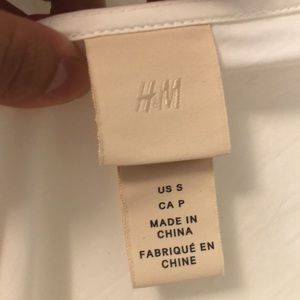 H&M
US S
CA P
MADE IN
CHINA
FABRIQUÉ EN
CHINE